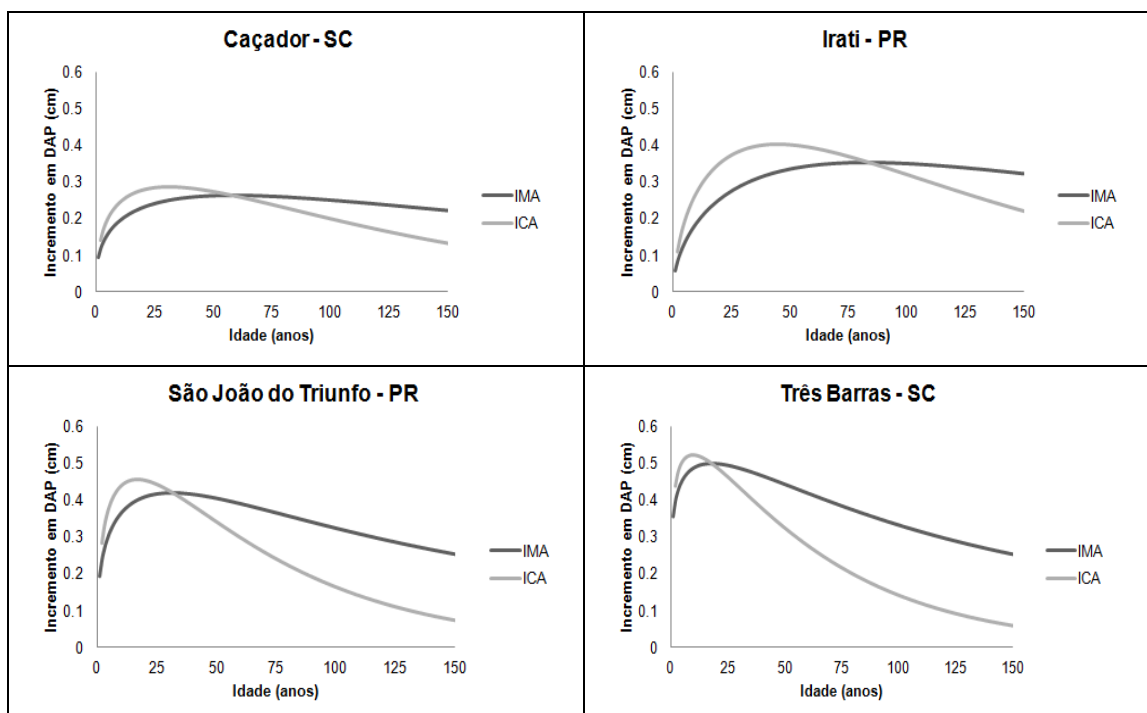 Caçador - SC
Incremento em DAP (cm)
0.6
0.5
0.4
0.3
0.2
0.1
0
0 25 50 75 100 125 150
Idade (anos)
IMA
ICA
Irati - PR
Incremento em DAP (cm)
0.6
0.5
0.4
0.3
0.2
0.1
0
0 25 50 75 100 125 150
Idade (anos)
IMA
ICA
São João do Triunfo - PR
Incremento em DAP (cm)
0.6
0.5
0.4
0.3
0.2
0.1
0
0 25 50 75 100 125 150
Idade (anos)
IMA
ICA
Três Barras - SC
Incremento em DAP (cm)
0.6
0.5
0.4
0.3
0.2
0.1
0
0 25 50 75 100 125 150
Idade (anos)
IMA
ICA